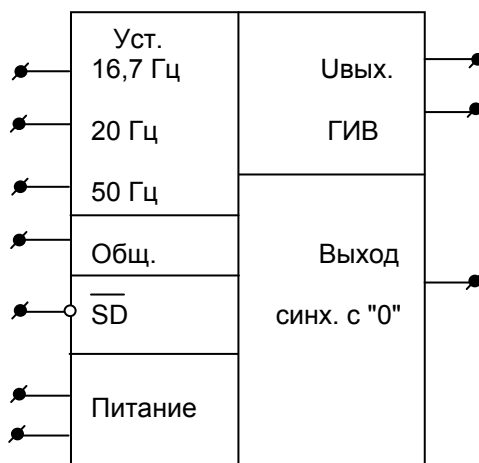 Уст.
16,7 Гц
20 Гц
50 Гц
Общ.
SD
Питание
Uвых.
ГИВ
Выход
синх. с "0"